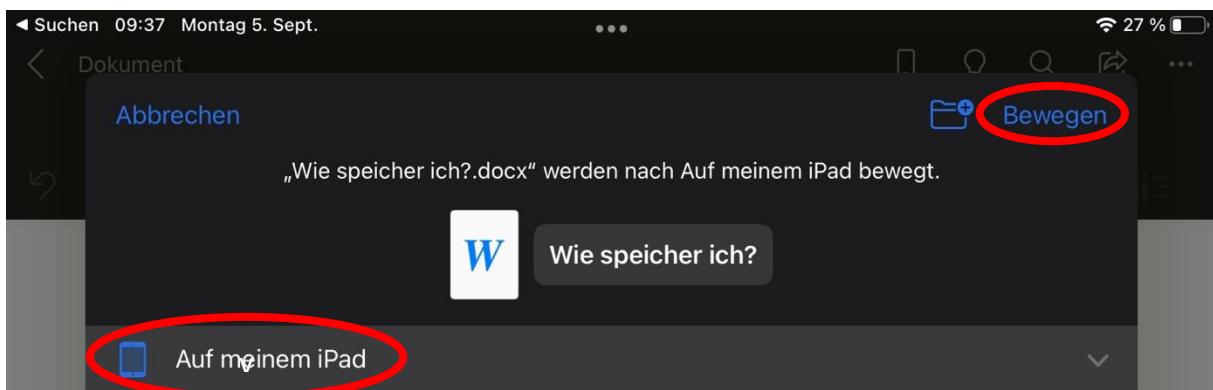 ◀ Suchen 09:37 Montag 5. Sept. 27 %
Dokument
Abbrechen Bewegen
„Wie speicher ich?.docx“ werden nach Auf meinem iPad bewegt.
W Wie speicher ich?
Auf meinem iPad